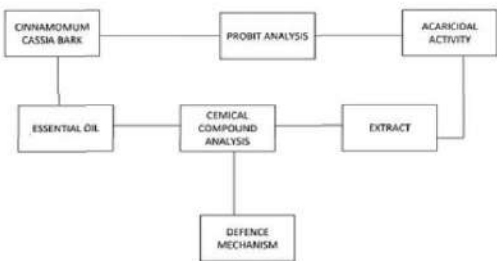 CINNAMOMUM
CASSIA BARK
PROBIT ANALYSIS
ACARICIDAL
ACTIVITY
ESSENTIAL OIL
CEMICAL
COMPOUND
ANALYSIS
EXTRACT
DEFENCE
MECHANISM